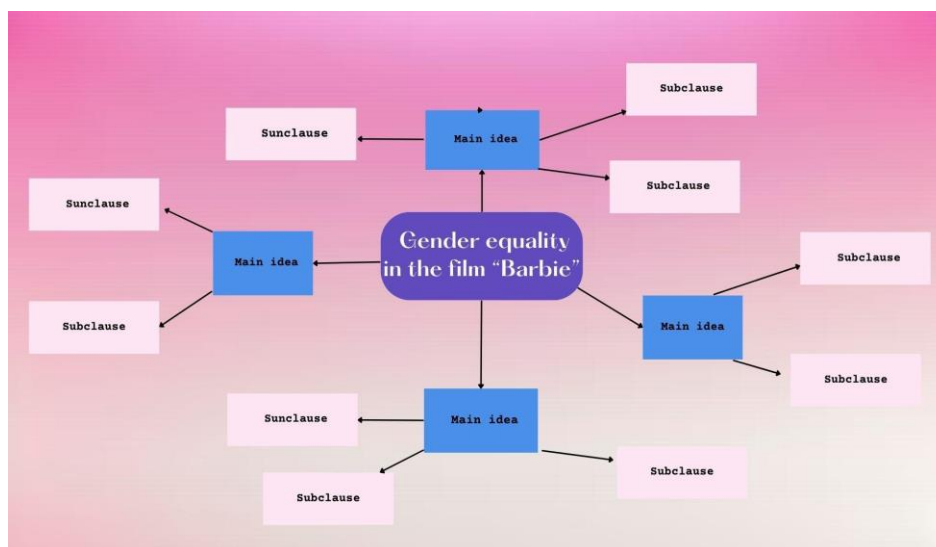 Subclause
Sunclause
Main idea
Subclause
Sunclause
Gender equality
in the film “Barbie”
Main idea
Subclause
Subclause
Main idea
Subclause
Sunclause
Main idea
Subclause
Subclause